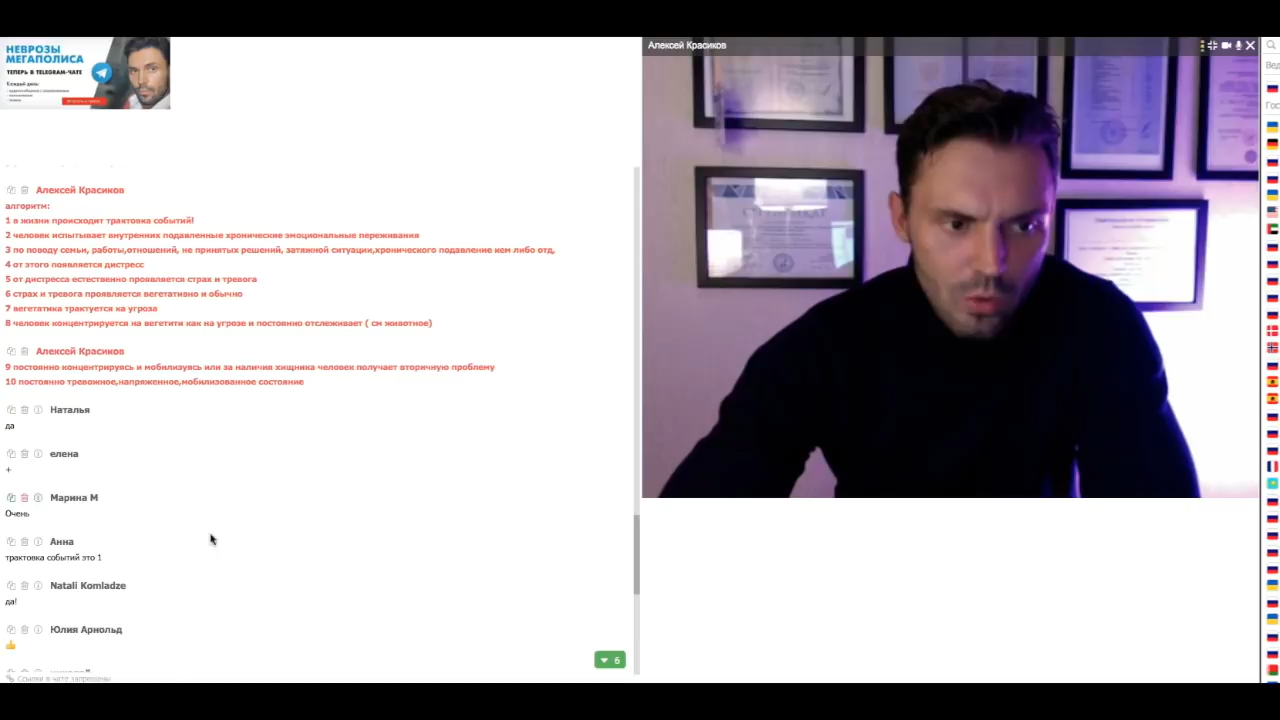 НЕВРОЗЫ
МЕГАПОЛИСА
ТЕПЕРЬ В TELEGRAM-ЧАТЕ
Каждый день:
Алексей Красиков
алгоритм:
1 в жизни происходит трактовка событий!
2 человек испытывает внутренних подавленные хронические эмоциональные переживания
3 по поводу семьи, работы,отношений, не принятых решений, затяжной ситуации,хронического подавление кем либо отд,
4 от этого появляется дистресс
5 от дистресса естественно проявляется страх и тревога
6 страх и тревога проявляется вегетативно и обычно
7 вегетатика трактуется ка угроза
8 человек концентрируется на вегетити как на угрозе и постоянно отслеживает ( см животное)
Алексей Красиков
9 постоянно концентрируясь и мобилизуясь или за наличия хищника человек получает вторичную проблему
10 постоянно тревожное,напряженное,мобилизованное состояние
Наталья
да
елена
+
Марина М
Очень
Анна
трактовка событий это 1
Natali Komladze
да!
Юлия Арнольд
6
Ссылки в чате запрещены
Алексей Красиков
Вед
Гос